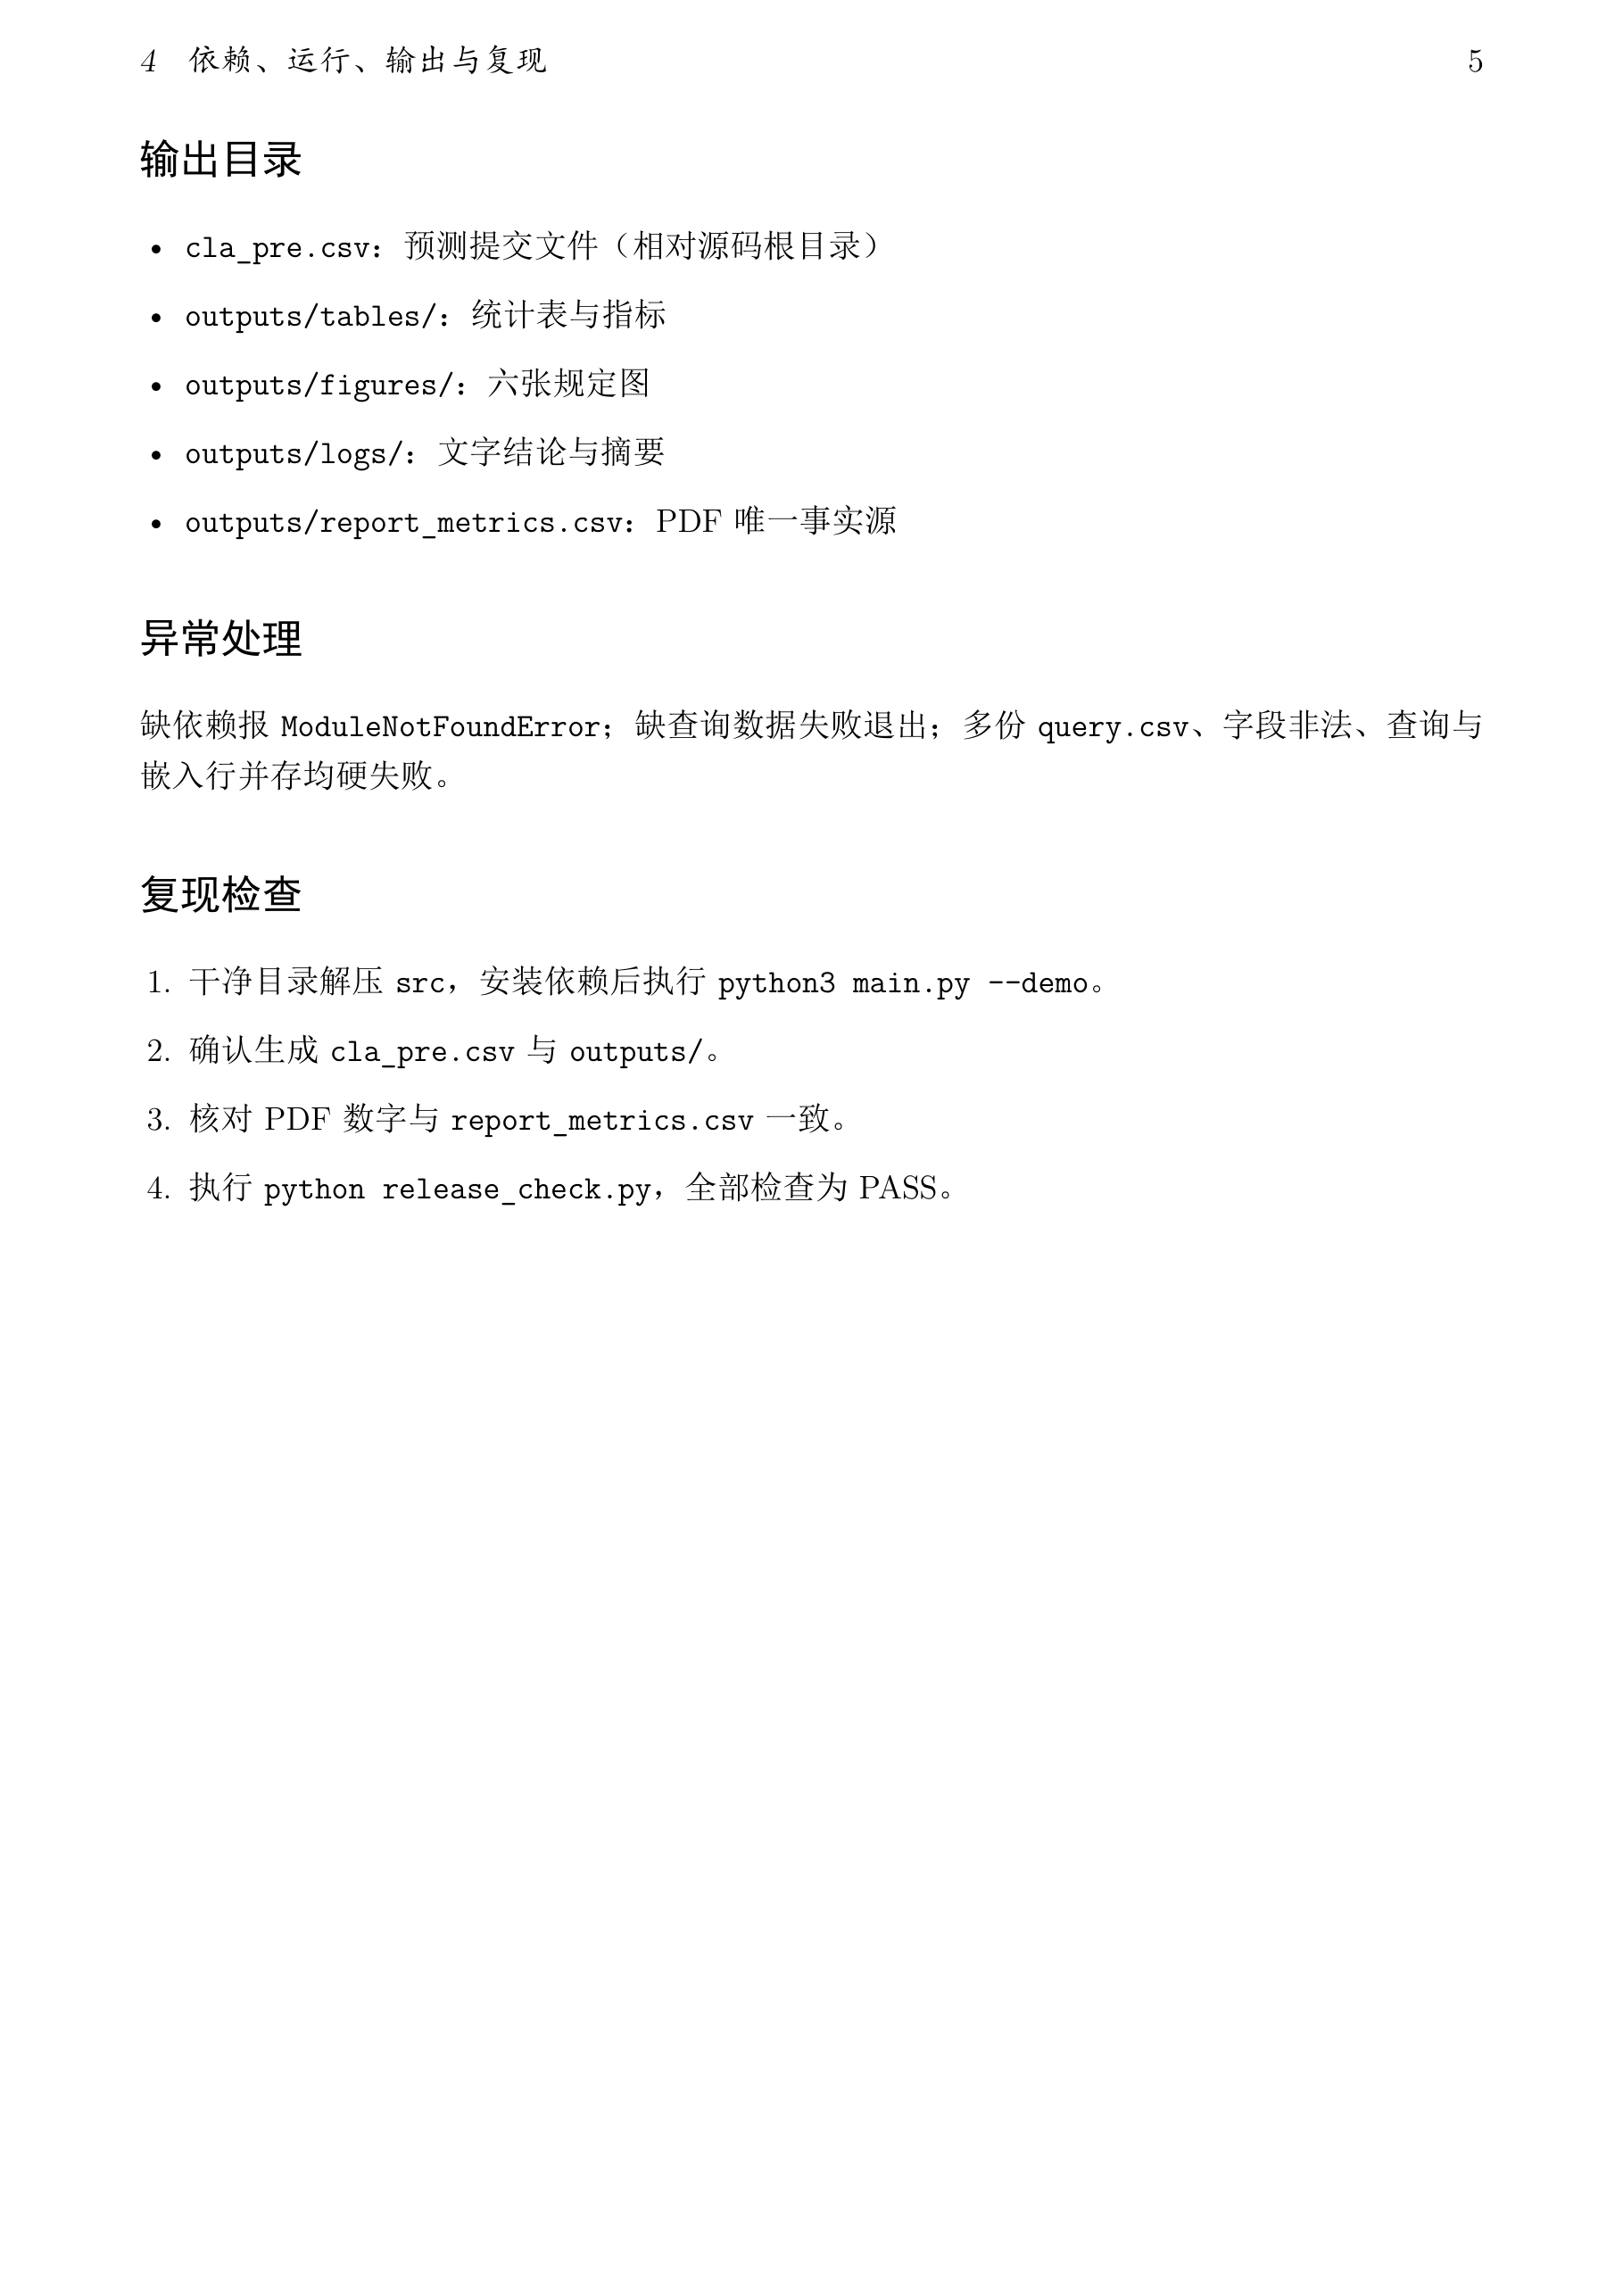 4 依赖、运行、输出与复现 5
输出目录
• cla_pre.csv：预测提交文件（相对源码根目录）
• outputs/tables/：统计表与指标
• outputs/figures/：六张规定图
• outputs/logs/：文字结论与摘要
• outputs/report_metrics.csv：PDF 唯一事实源
异常处理
缺依赖报 ModuleNotFoundError；缺查询数据失败退出；多份 query.csv、字段非法、查询与
嵌入行并存均硬失败。
复现检查
1. 干净目录解压 src，安装依赖后执行 python3 main.py --demo。
2. 确认生成 cla_pre.csv 与 outputs/。
3. 核对 PDF 数字与 report_metrics.csv 一致。
4. 执行 python release_check.py，全部检查为 PASS。